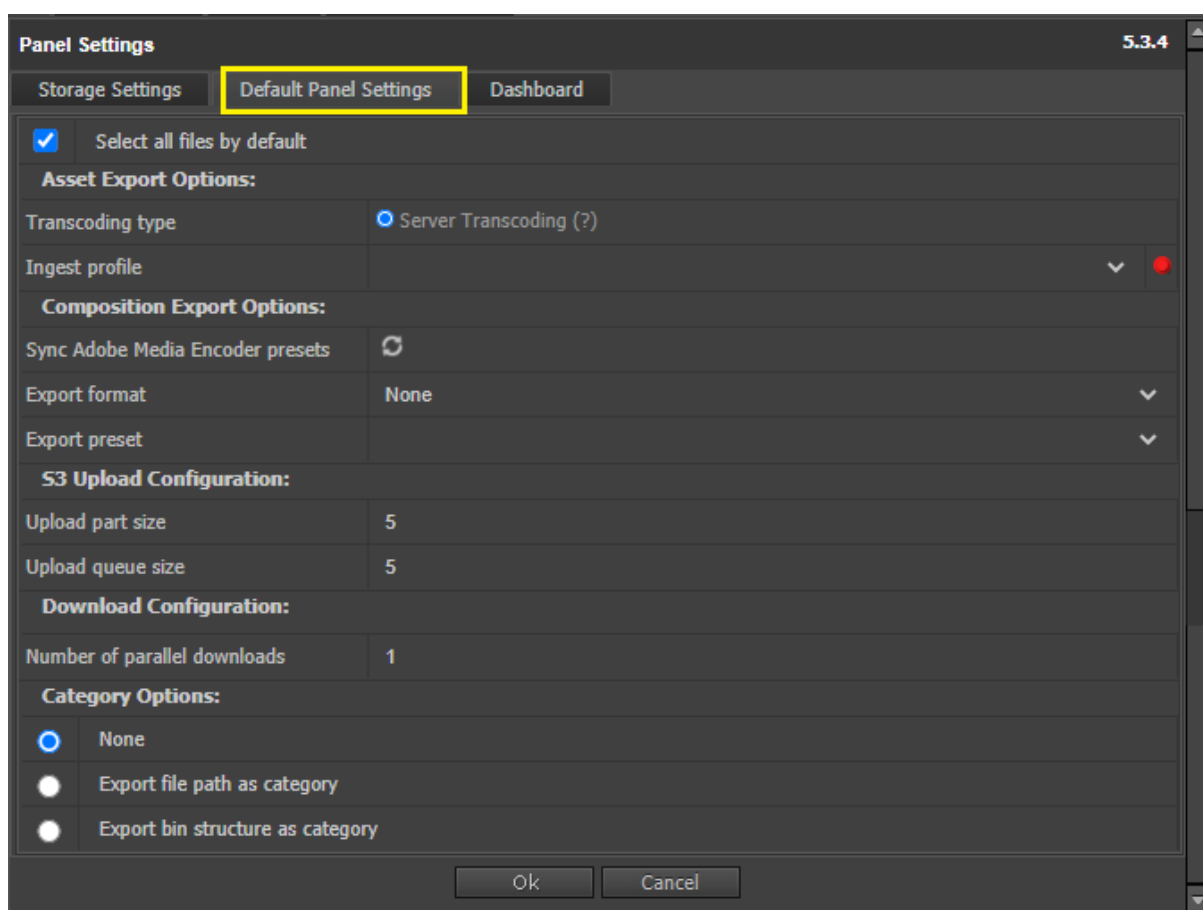 Panel Settings 5.3.4
Storage Settings Default Panel Settings Dashboard
Select all files by default
Asset Export Options:
Transcoding type Server Transcoding (?)
Ingest profile
Composition Export Options:
Sync Adobe Media Encoder presets
Export format None
Export preset
S3 Upload Configuration:
Upload part size 5
Upload queue size 5
Download Configuration:
Number of parallel downloads 1
Category Options:
None
Export file path as category
Export bin structure as category
Ok Cancel